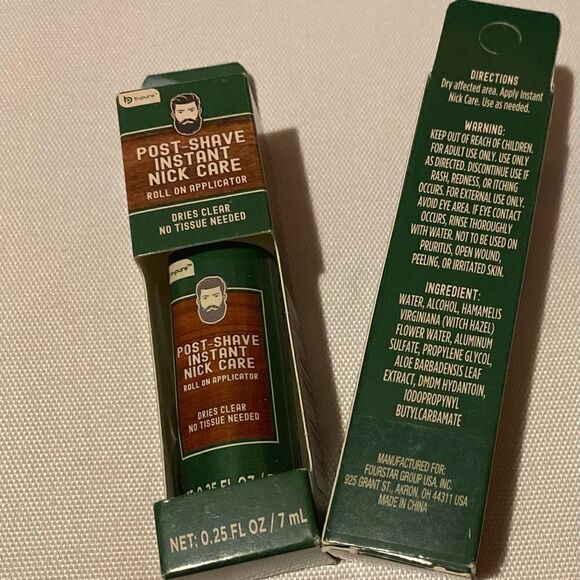 b•pure™
POST-SHAVE
INSTANT
NICK CARE
ROLL ON APPLICATOR
DRIES CLEAR
NO TISSUE NEEDED
b•pure™
POST-SHAVE
INSTANT
NICK CARE
ROLL ON APPLICATOR
DRIES CLEAR
NO TISSUE NEEDED
0.25 FL OZ /
NET: 0.25 FL OZ / 7 mL
DIRECTIONS
Dry affected area. Apply Instant
Nick Care. Use as needed.
WARNING:
KEEP OUT OF REACH OF CHILDREN.
FOR ADULT USE ONLY. USE ONLY
AS DIRECTED. DISCONTINUE USE IF
RASH, REDNESS, OR ITCHING
OCCURS. FOR EXTERNAL USE ONLY.
AVOID EYE AREA. IF EYE CONTACT
OCCURS, RINSE THOROUGHLY
WITH WATER. NOT TO BE USED ON
PRURITUS, OPEN WOUND,
PEELING, OR IRRITATED SKIN.
INGREDIENT:
WATER, ALCOHOL, HAMAMELIS
VIRGINIANA (WITCH HAZEL)
FLOWER WATER, ALUMINUM
SULFATE, PROPYLENE GLYCOL,
ALOE BARBADENSIS LEAF
EXTRACT, DMDM HYDANTOIN,
IODOPROPYNYL
BUTYLCARBAMATE
MANUFACTURED FOR:
FOURSTAR GROUP USA, INC.
925 GRANT ST., AKRON, OH 44311 USA
MADE IN CHINA